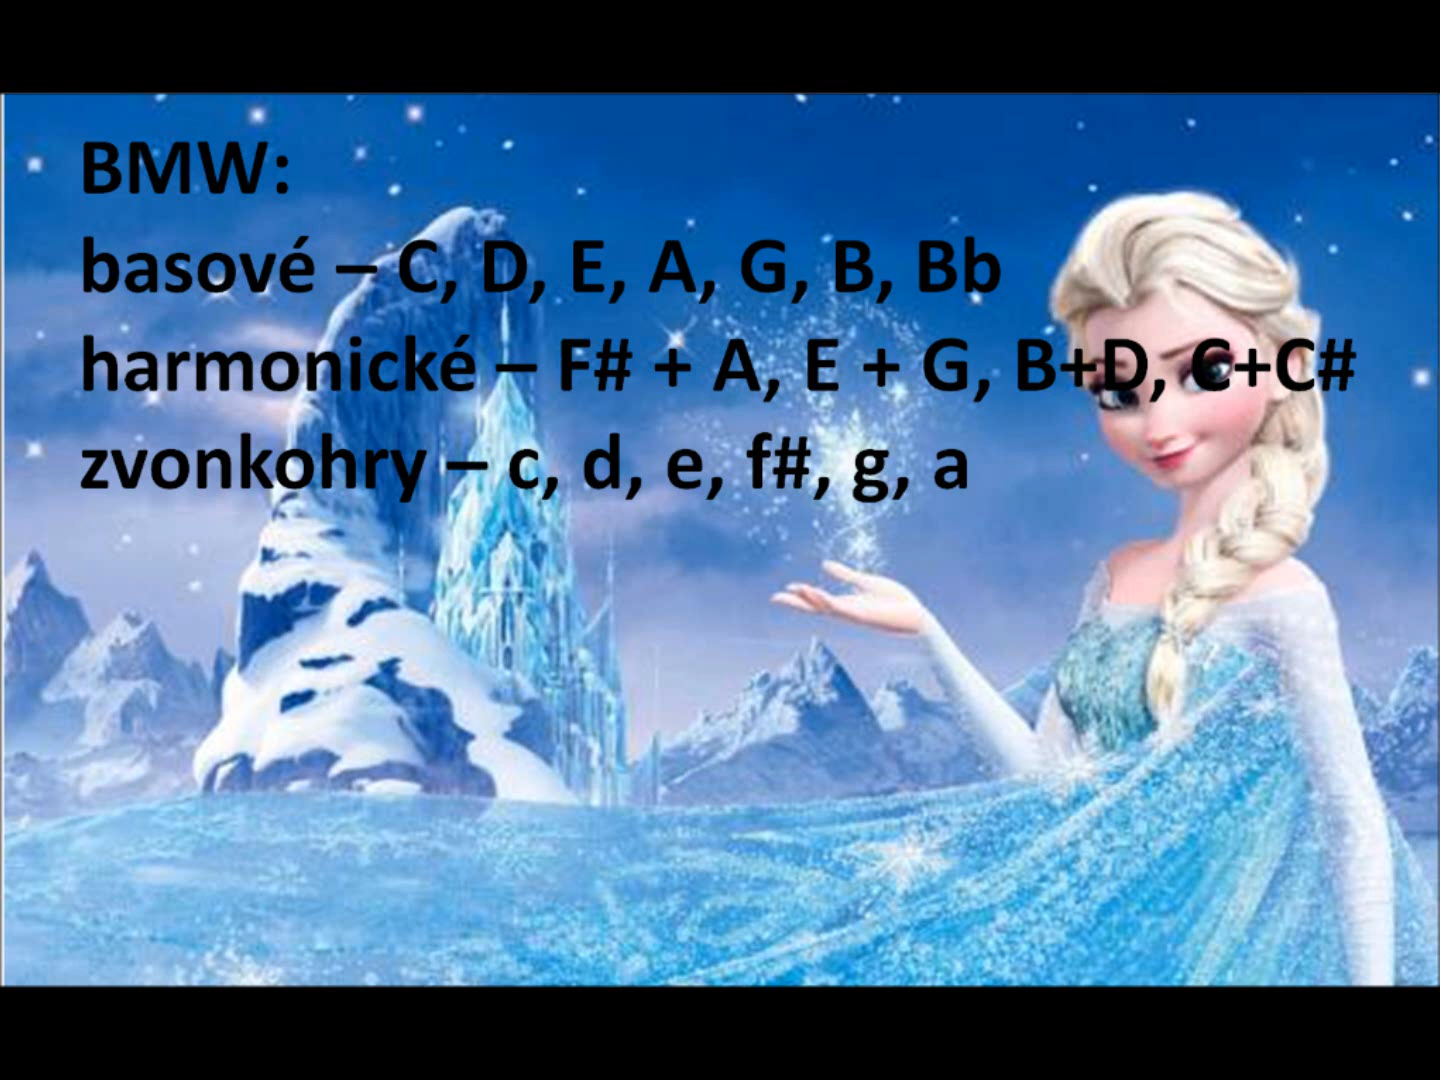 BMW:
basové – C, D, E, A, G, B, Bb
harmonické – F# + A, E + G, B+D, C+C#
zvonkohry – c, d, e, f#, g, a